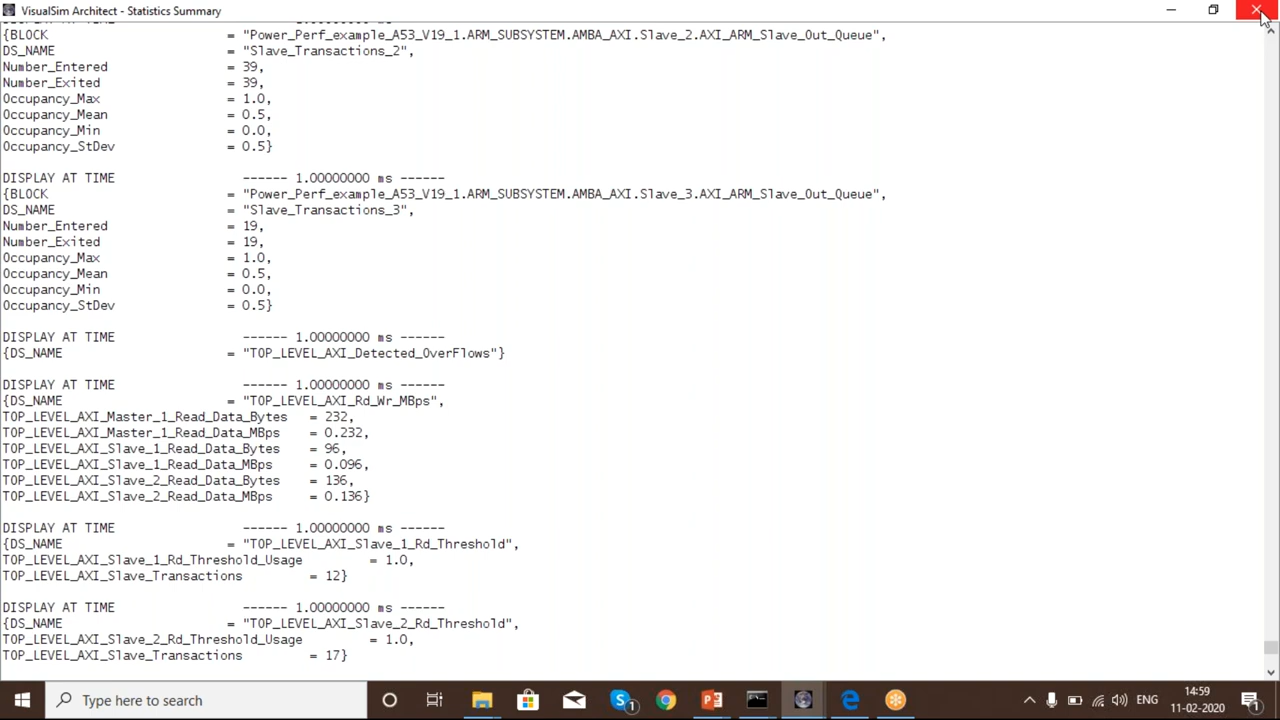 VisualSim Architect - Statistics Summary
{BLOCK = "Power_Perf_example_A53_V19_1.ARM_SUBSYSTEM.AMBA_AXI.Slave_2.AXI_ARM_Slave_Out_Queue",
DS_NAME = "Slave_Transactions_2",
Number_Entered = 39,
Number_Exited = 39,
Occupancy_Max = 1.0,
Occupancy_Mean = 0.5,
Occupancy_Min = 0.0,
Occupancy_StDev = 0.5}
DISPLAY AT TIME ------ 1.00000000 ms ------
{BLOCK = "Power_Perf_example_A53_V19_1.ARM_SUBSYSTEM.AMBA_AXI.Slave_3.AXI_ARM_Slave_Out_Queue",
DS_NAME = "Slave_Transactions_3",
Number_Entered = 19,
Number_Exited = 19,
Occupancy_Max = 1.0,
Occupancy_Mean = 0.5,
Occupancy_Min = 0.0,
Occupancy_StDev = 0.5}
DISPLAY AT TIME ------ 1.00000000 ms ------
{DS_NAME = "TOP_LEVEL_AXI_Detected_OverFlows"}
DISPLAY AT TIME ------ 1.00000000 ms ------
{DS_NAME = "TOP_LEVEL_AXI_Rd_Wr_MBps",
TOP_LEVEL_AXI_Master_1_Read_Data_Bytes = 232,
TOP_LEVEL_AXI_Master_1_Read_Data_MBps = 0.232,
TOP_LEVEL_AXI_Slave_1_Read_Data_Bytes = 96,
TOP_LEVEL_AXI_Slave_1_Read_Data_MBps = 0.096,
TOP_LEVEL_AXI_Slave_2_Read_Data_Bytes = 136,
TOP_LEVEL_AXI_Slave_2_Read_Data_MBps = 0.136}
DISPLAY AT TIME ------ 1.00000000 ms ------
{DS_NAME = "TOP_LEVEL_AXI_Slave_1_Rd_Threshold",
TOP_LEVEL_AXI_Slave_1_Rd_Threshold_Usage = 1.0,
TOP_LEVEL_AXI_Slave_Transactions = 12}
DISPLAY AT TIME ------ 1.00000000 ms ------
{DS_NAME = "TOP_LEVEL_AXI_Slave_2_Rd_Threshold",
TOP_LEVEL_AXI_Slave_2_Rd_Threshold_Usage = 1.0,
TOP_LEVEL_AXI_Slave_Transactions = 17}
Type here to search
ENG
14:59
11-02-2020